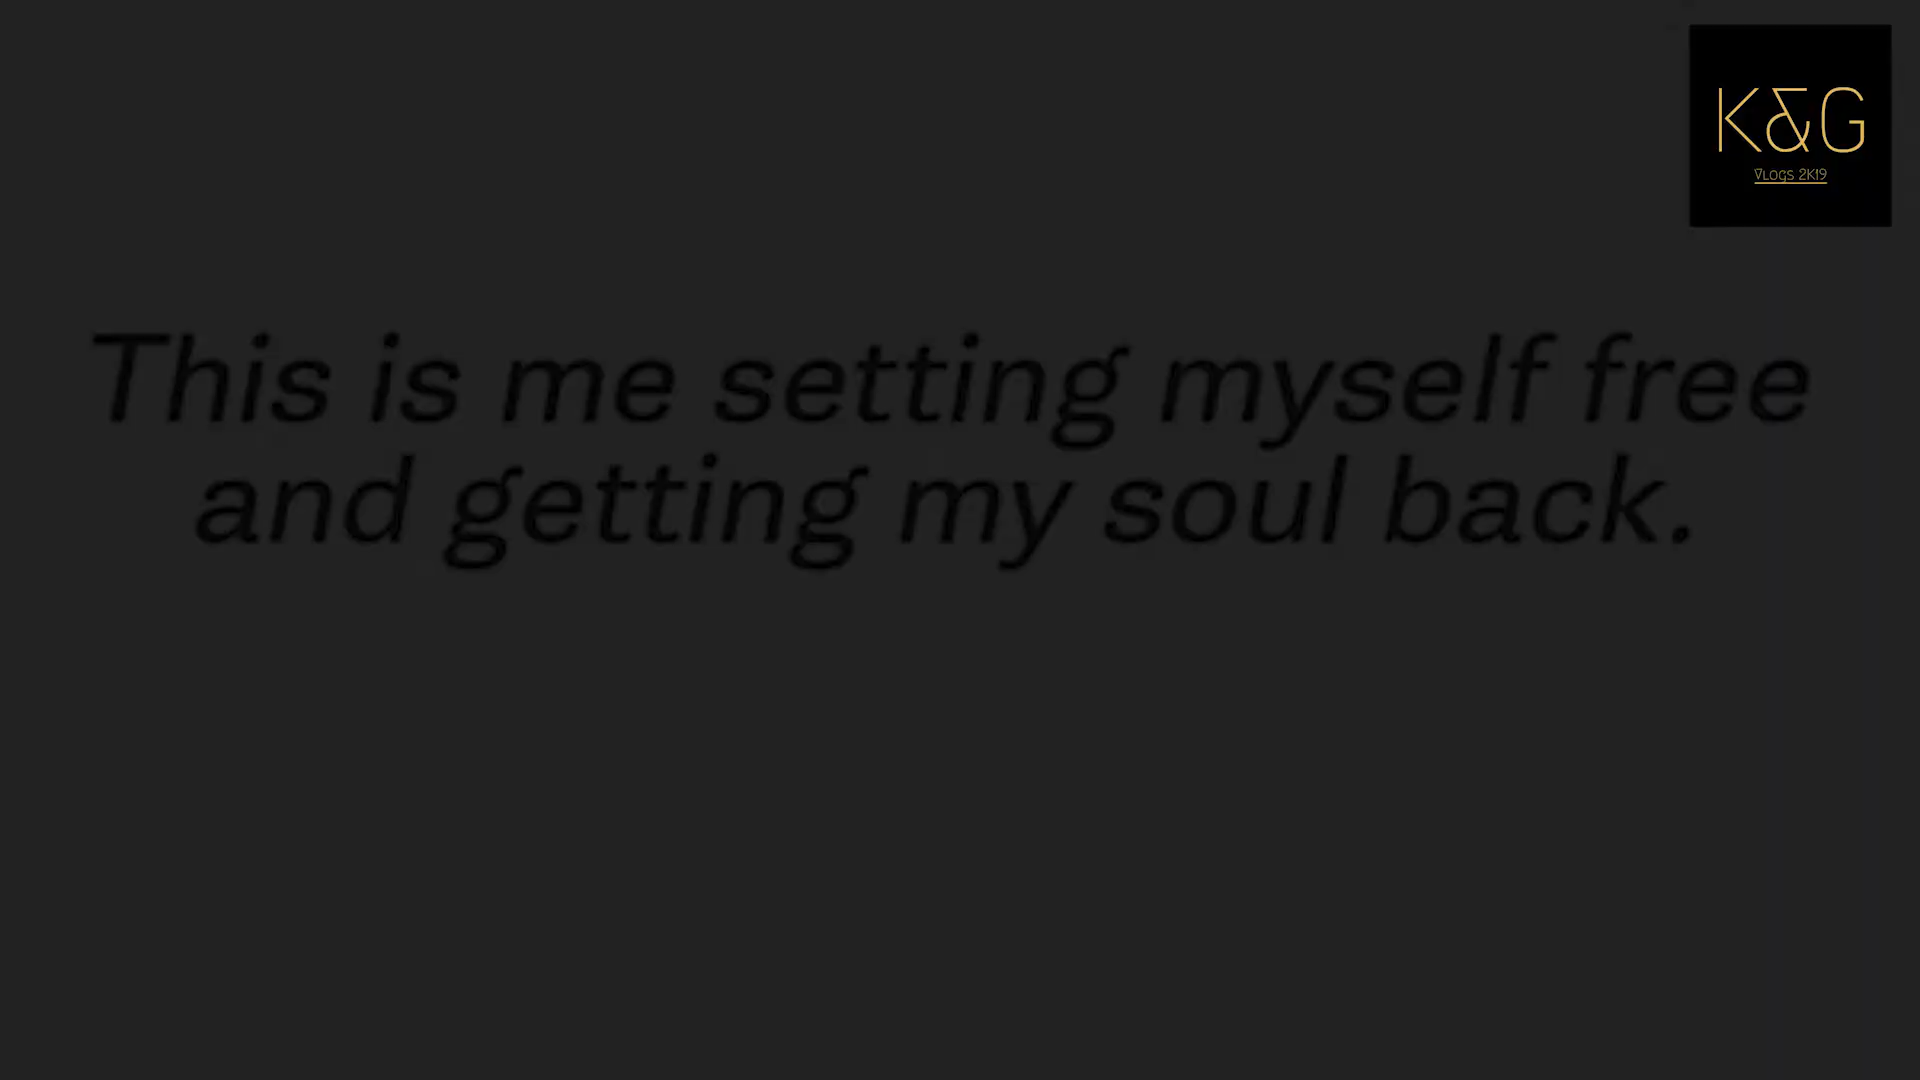 K&G
Vlogs 2K19
This is me setting myself free
and getting my soul back.